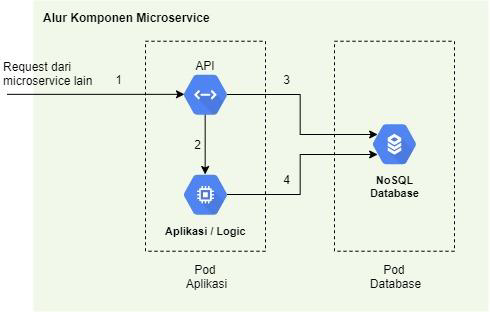 Alur Komponen Microservice
Request dari
microservice lain
1
API
3
2
4
NoSQL
Database
Aplikasi / Logic
Pod
Aplikasi
Pod
Database